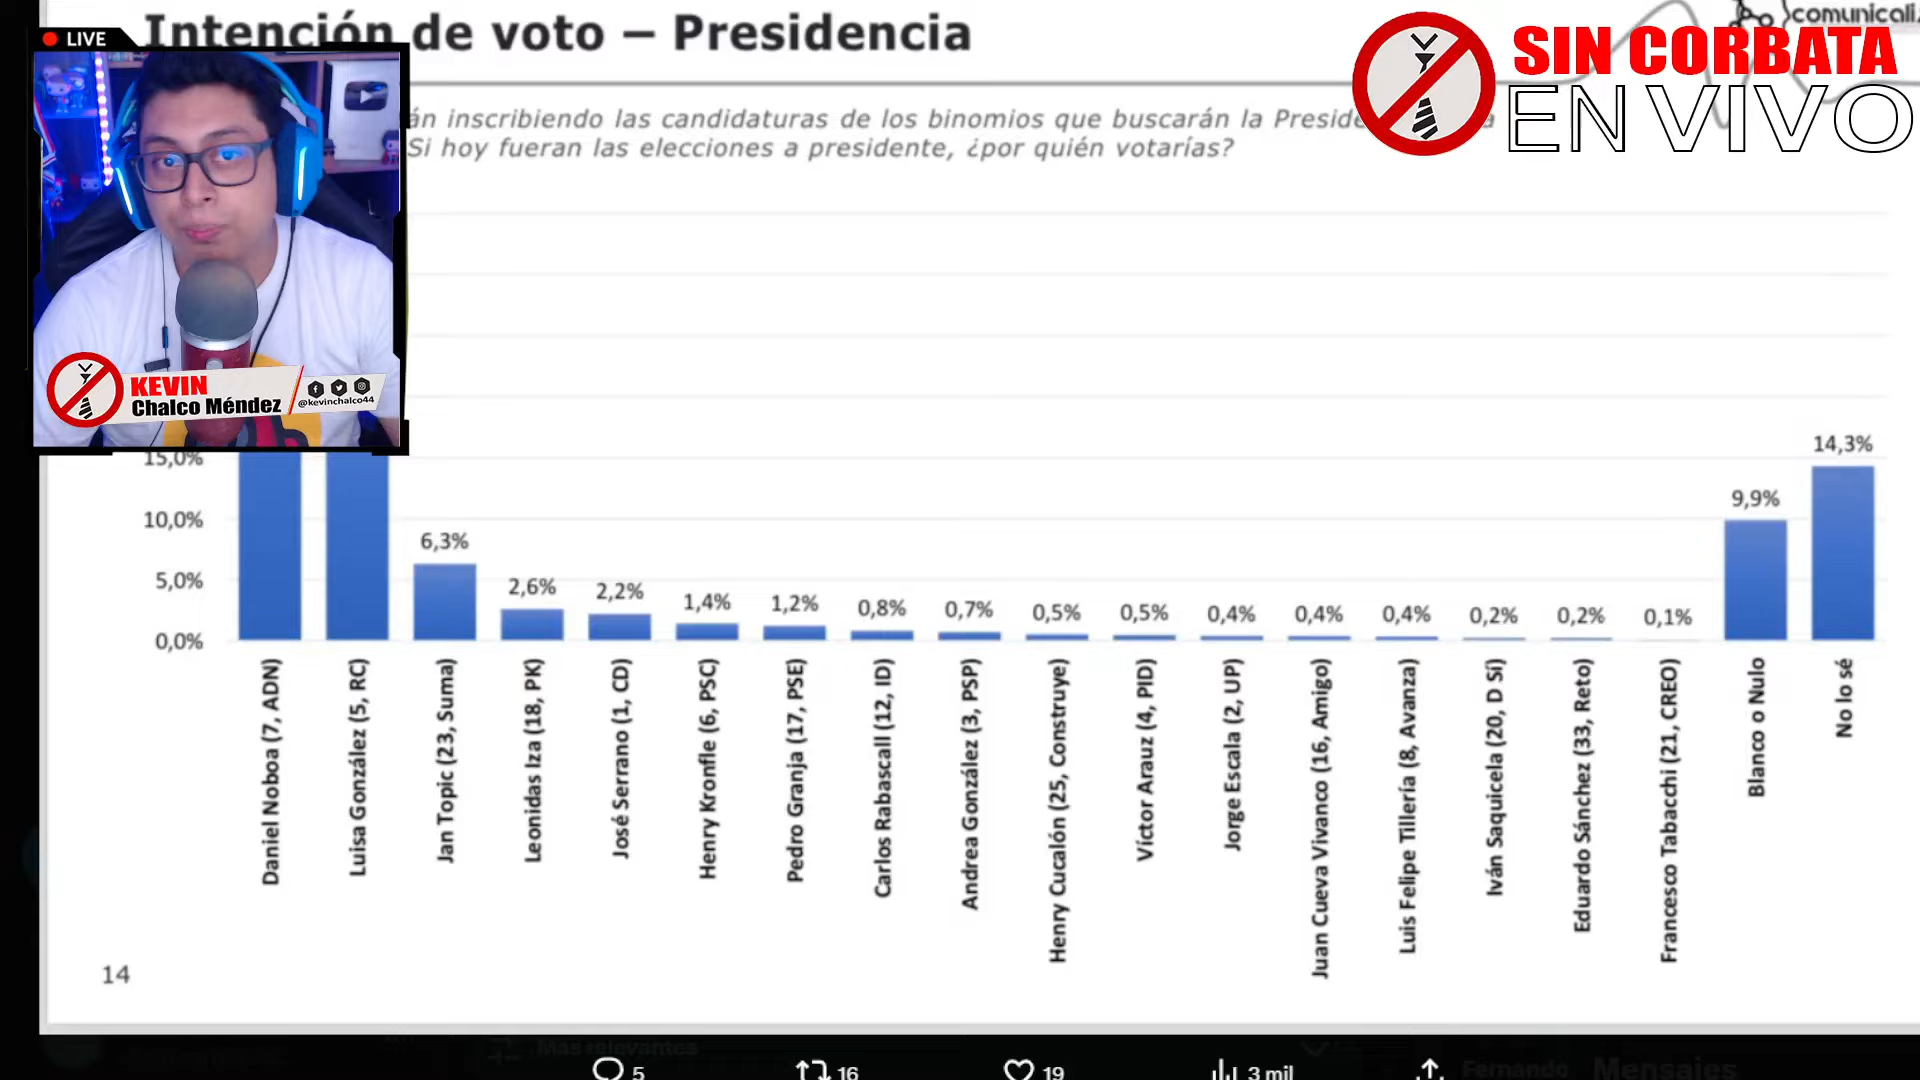 LIVE
Intención de voto – Presidencia
comunicali
SIN CORBATA
EN VIVO
án inscribiendo las candidaturas de los binomios que buscarán la Preside
Si hoy fueran las elecciones a presidente, ¿por quién votarías?
KEVIN
Chalco Méndez
@kevinchalco44
15,0%
10,0%
5,0%
0,0%
6,3%
2,6%
2,2%
1,4%
1,2%
0,8%
0,7%
0,5%
0,5%
0,4%
0,4%
0,4%
0,2%
0,2%
0,1%
9,9%
14,3%
Daniel Noboa (7, ADN)
Luisa González (5, RC)
Jan Topic (23, Suma)
Leonidas Iza (18, PK)
José Serrano (1, CD)
Henry Kronfle (6, PSC)
Pedro Granja (17, PSE)
Carlos Rabascall (12, ID)
Andrea González (3, PSP)
Henry Cucalón (25, Construye)
Víctor Arauz (4, PID)
Jorge Escala (2, UP)
Juan Cueva Vivanco (16, Amigo)
Luis Felipe Tillería (8, Avanza)
Iván Saquicela (20, D Sí)
Eduardo Sánchez (33, Reto)
Francesco Tabacchi (21, CREO)
Blanco o Nulo
No lo sé
14
Más relevantes
5
16
19
3 mil
Fernando
Mensajes